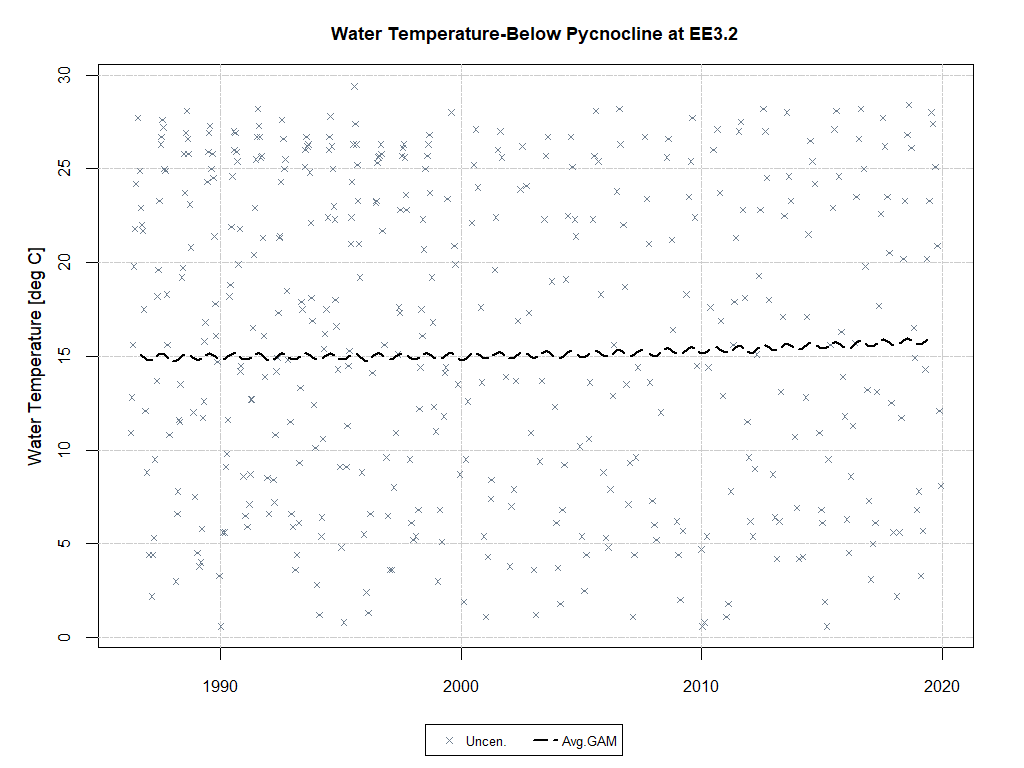 Water Temperature-Below Pycnocline at EE3.2
Water Temperature [deg C]
30
25
20
15
10
5
0
1990
2000
2010
2020
Uncen.
Avg.GAM